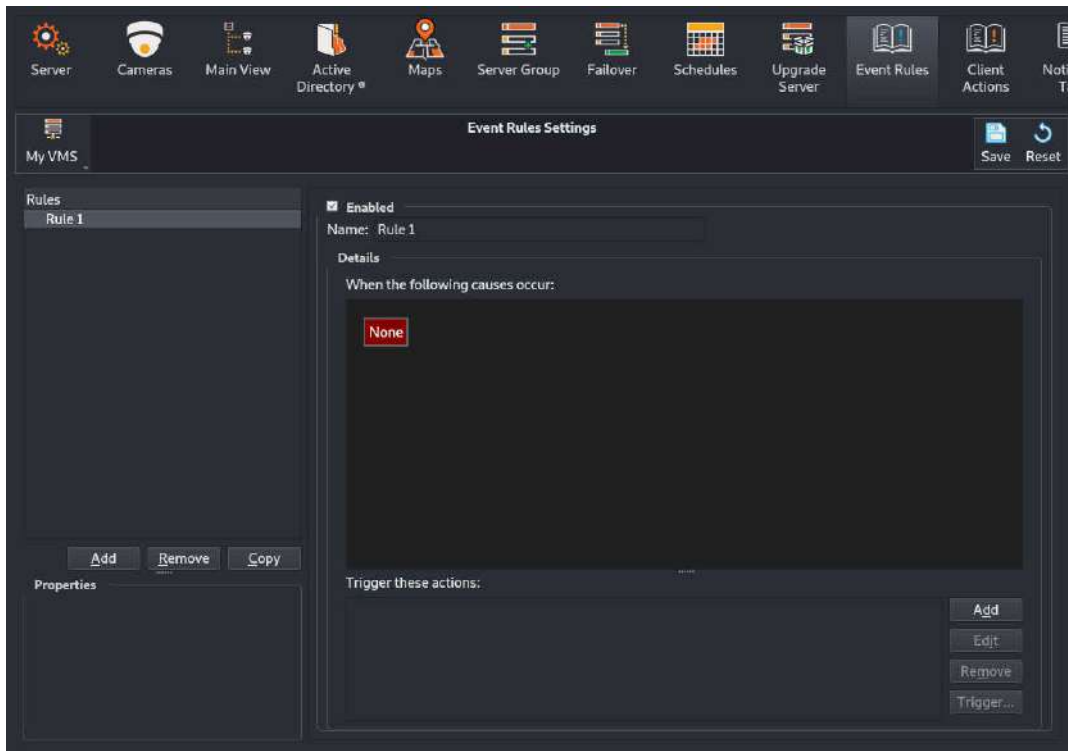 Server
Cameras
Main View
Active
Directory ®
Maps
Server Group
Failover
Schedules
Upgrade
Server
Event Rules
Client
Actions
My VMS
Event Rules Settings
Save
Reset
Rules
Rule 1
Enabled
Name: Rule 1
Details
When the following causes occur:
None
Add
Remove
Copy
Properties
Trigger these actions:
Add
Edit
Remove
Trigger...